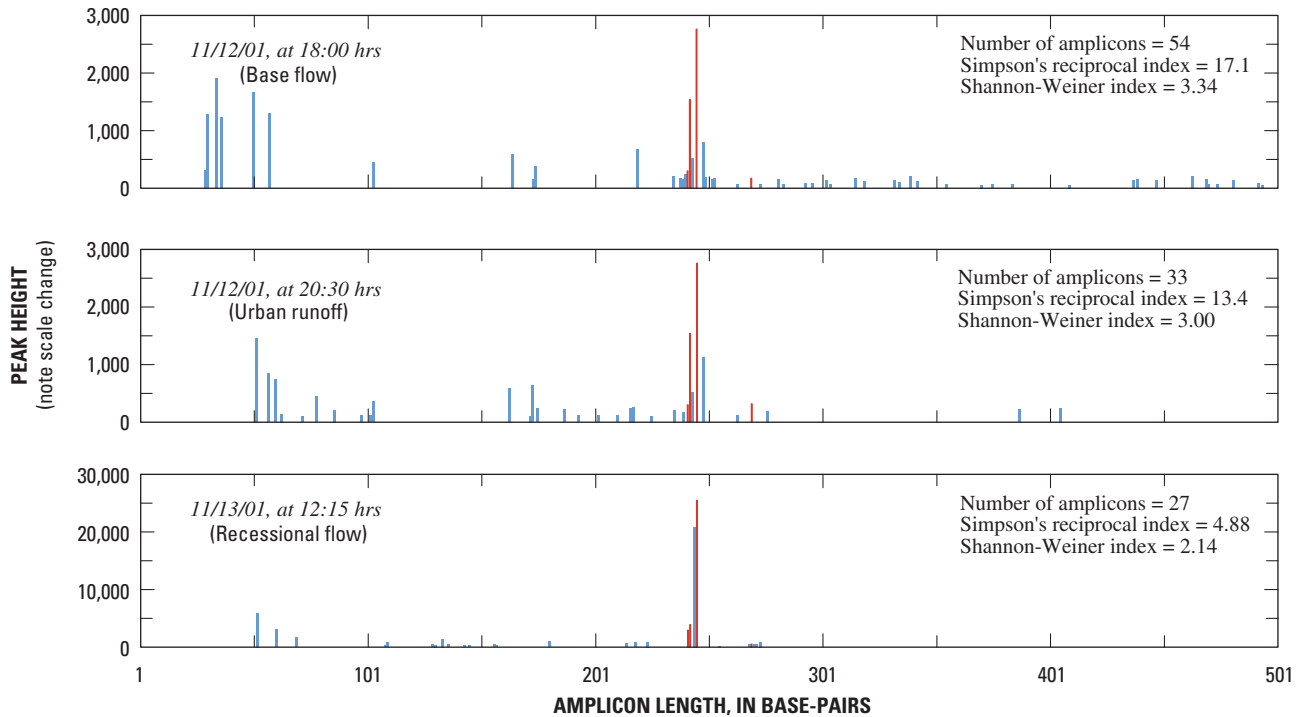 PEAK HEIGHT
(note scale change)
3,000
2,000
1,000
0
11/12/01, at 18:00 hrs
(Base flow)
Number of amplicons = 54
Simpson's reciprocal index = 17.1
Shannon-Weiner index = 3.34
3,000
2,000
1,000
0
11/12/01, at 20:30 hrs
(Urban runoff)
Number of amplicons = 33
Simpson's reciprocal index = 13.4
Shannon-Weiner index = 3.00
30,000
20,000
10,000
0
11/13/01, at 12:15 hrs
(Recessional flow)
Number of amplicons = 27
Simpson's reciprocal index = 4.88
Shannon-Weiner index = 2.14
1 101 201 301 401 501
AMPLICON LENGTH, IN BASE-PAIRS